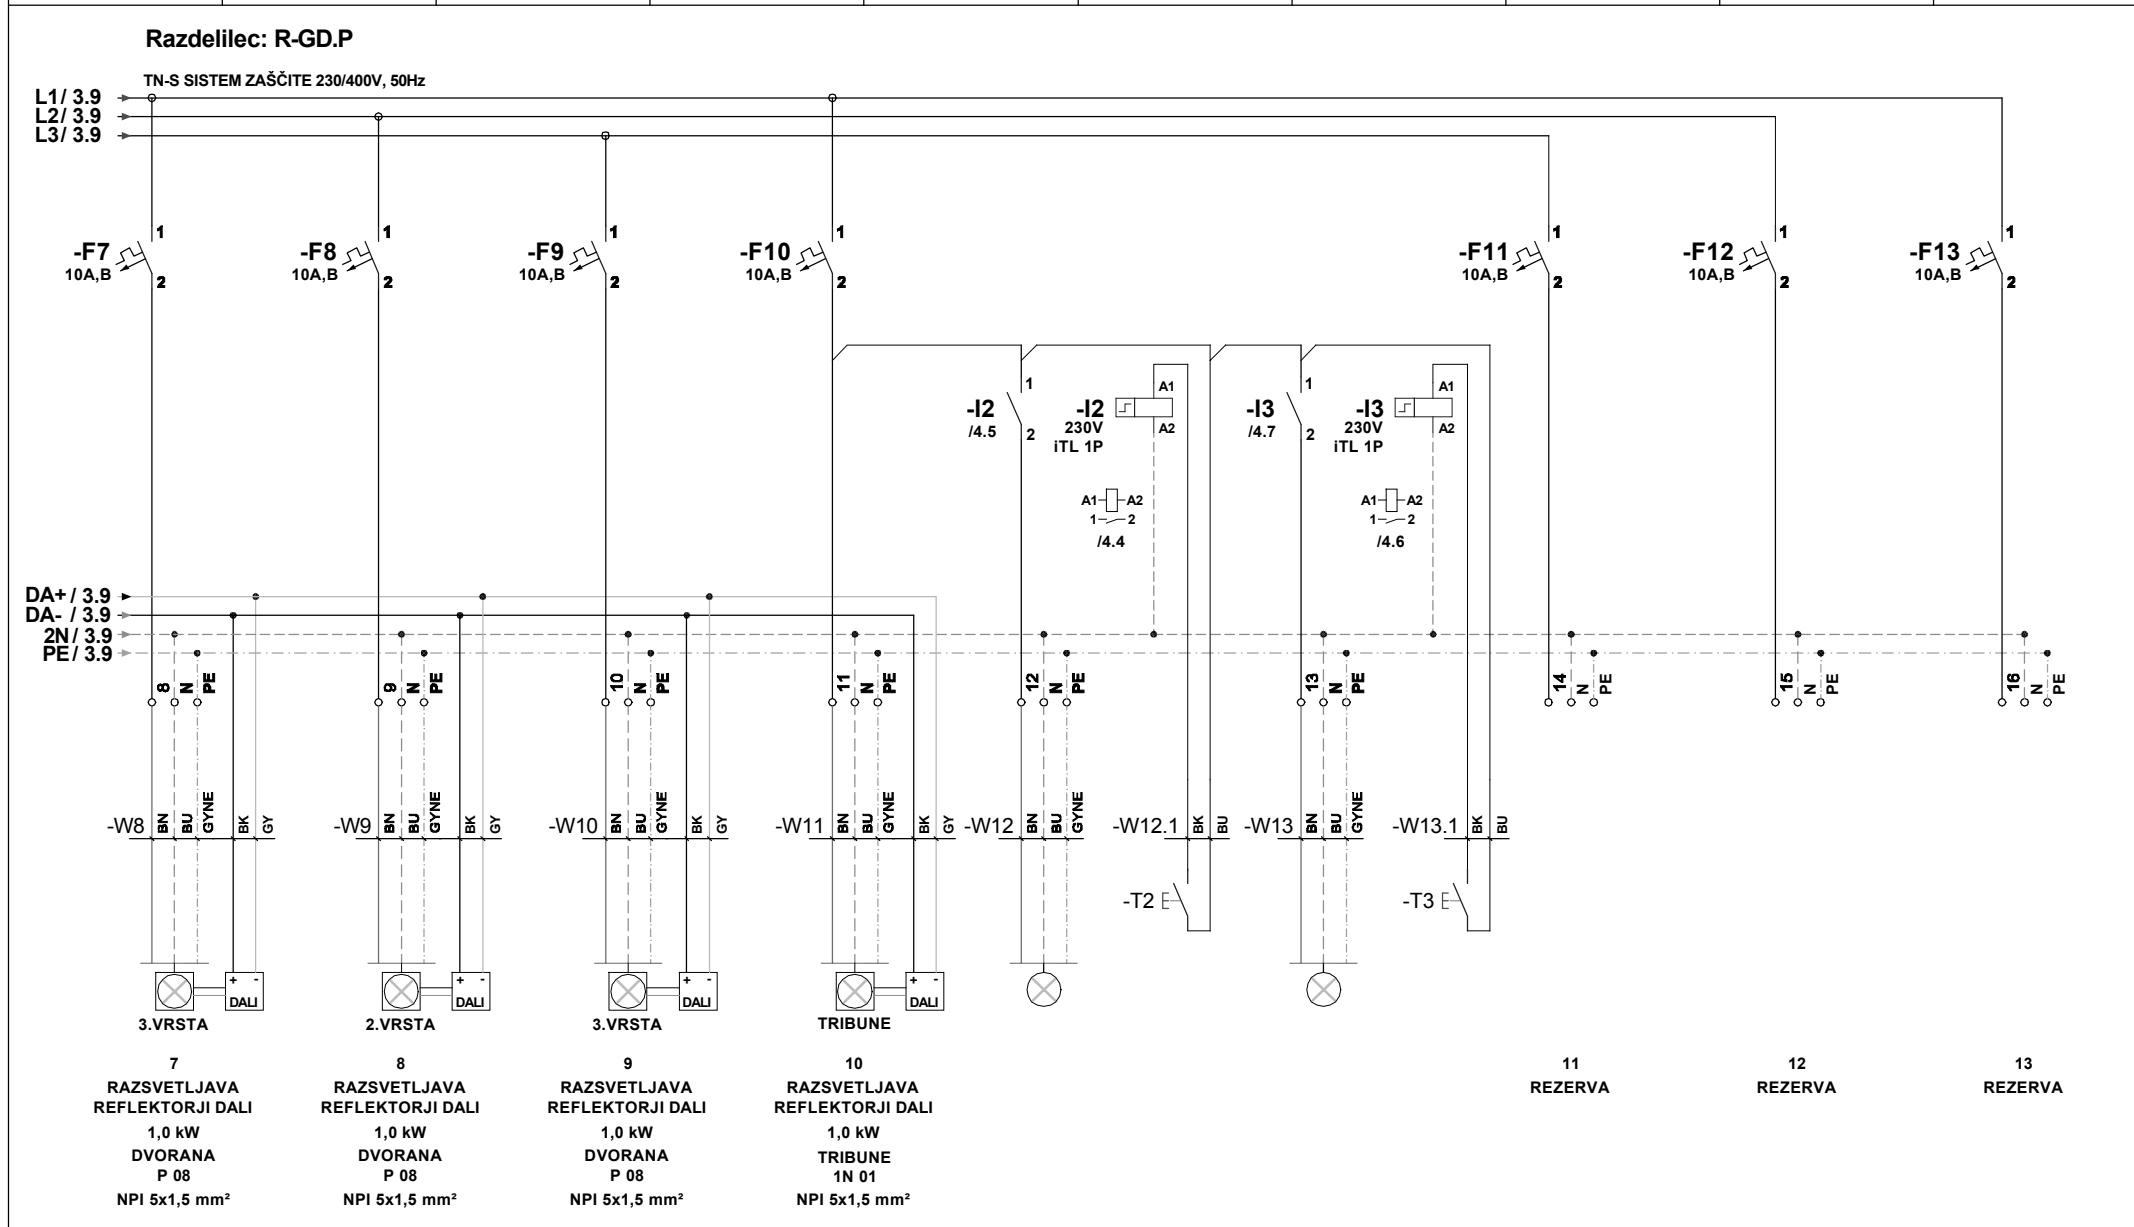 Razdelilec: R-GD.P
TN-S SISTEM ZAŠČITE 230/400V, 50Hz
L1/ 3.9
L2/ 3.9
L3/ 3.9
1 1 1 1 1 1 1
-F7 -F8 -F9 -F10 -F11 -F12 -F13
10A,B 10A,B 10A,B 10A,B 10A,B 10A,B 10A,B
2 2 2 2 2 2 2
1 A1 1 A1
-I2 -I2 -I3 -I3
/4.5 230V A2 /4.7 230V A2
2 2
iTL 1P iTL 1P
A1 A2 A1 A2
1 2 1 2
/4.4 /4.6
DA+ / 3.9
DA- / 3.9
2N / 3.9
PE / 3.9
8 N PE 9 N PE 10 N PE 11 N PE 12 N PE 13 N PE 14 N PE 15 N PE 16 N PE
-W8 BN BU GYNE BK GY -W9 BN BU GYNE BK GY -W10 BN BU GYNE BK GY -W11 BN BU GYNE BK GY -W12 BN BU GYNE -W12.1 BK BU -W13 BN BU GYNE -W13.1 BK BU
-T2 -T3
+ - + - + - + -
DALI DALI DALI DALI
3.VRSTA 2.VRSTA 3.VRSTA TRIBUNE
7 8 9 10 11 12 13
RAZSVETLJAVA RAZSVETLJAVA RAZSVETLJAVA RAZSVETLJAVA REZERVA REZERVA REZERVA
REFLEKTORJI DALI REFLEKTORJI DALI REFLEKTORJI DALI REFLEKTORJI DALI
1,0 kW 1,0 kW 1,0 kW 1,0 kW
DVORANA DVORANA DVORANA TRIBUNE
P 08 P 08 P 08 1N 01
NPI 5x1,5 mm² NPI 5x1,5 mm² NPI 5x1,5 mm² NPI 5x1,5 mm²